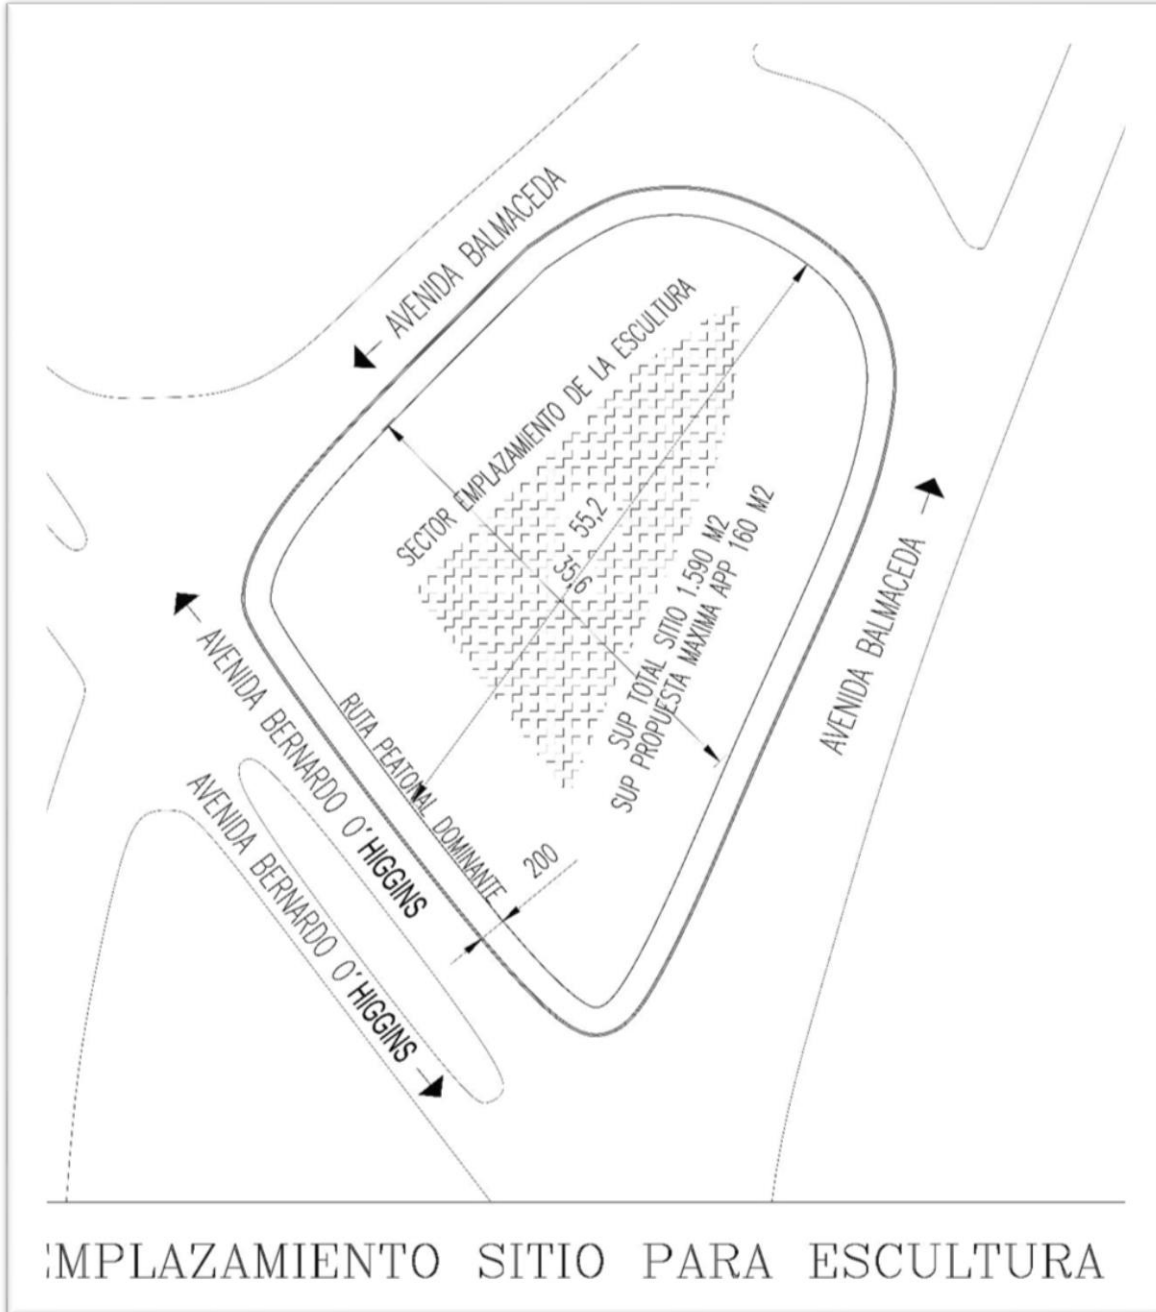 AVENIDA BALMACEDA
SECTOR EMPLAZAMIENTO DE LA ESCULTURA
55,2
35,6
SUP TOTAL SITIO 1.590 M2
SUP PROPUESTA MAXIMA APP 160 M2
AVENIDA BALMACEDA
RUTA PEATONAL DOMINANTE
AVENIDA BERNARDO O'HIGGINS
AVENIDA BERNARDO O'HIGGINS
200
EMPLAZAMIENTO SITIO PARA ESCULTURA